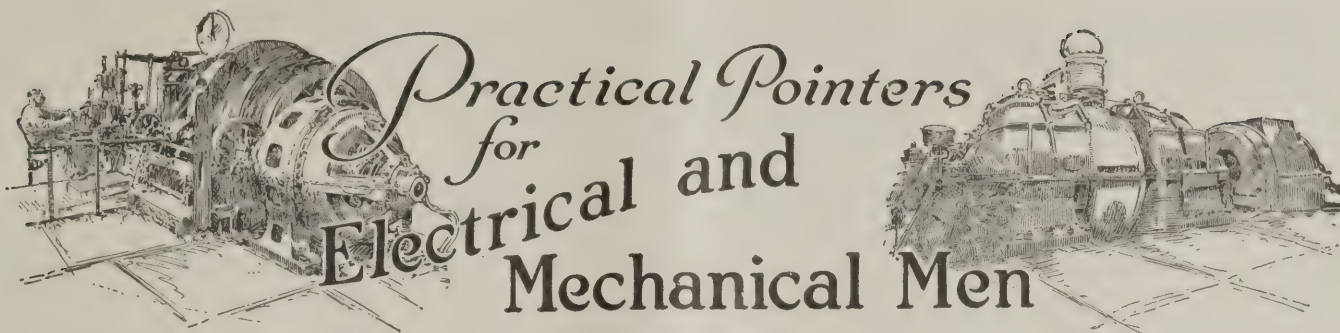 Practical Pointers
for
Electrical and
Mechanical Men